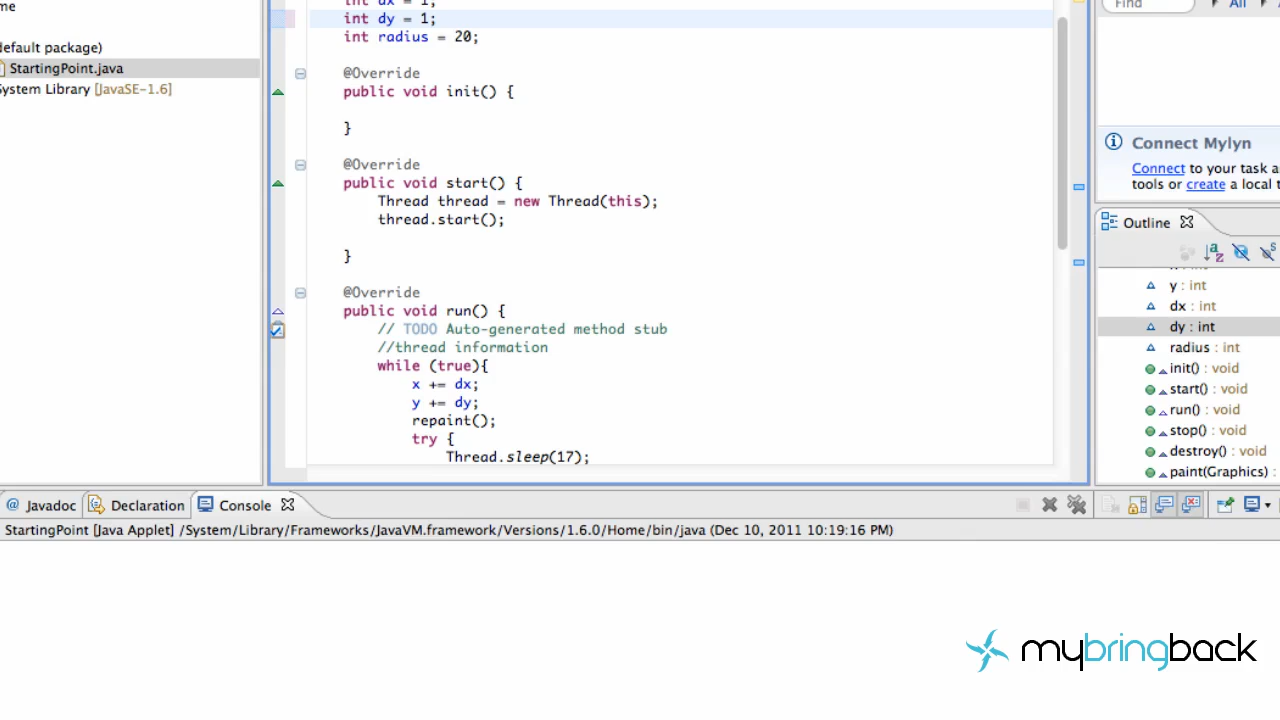 me
default package)
StartingPoint.java
System Library [JavaSE-1.6]
int dx = 1;
int dy = 1;
int radius = 20;
@Override
public void init() {
}
@Override
public void start() {
Thread thread = new Thread(this);
thread.start();
}
@Override
public void run() {
// TODO Auto-generated method stub
//thread information
while (true){
x += dx;
y += dy;
repaint();
try {
Thread.sleep(17);
Find
All
Connect Mylyn
Connect to your task a
tools or create a local t
Outline
y : int
dx : int
dy : int
radius : int
init() : void
start() : void
run() : void
stop() : void
destroy() : void
paint(Graphics) :
@ Javadoc
Declaration
Console
StartingPoint [Java Applet] /System/Library/Frameworks/JavaVM.framework/Versions/1.6.0/Home/bin/java (Dec 10, 2011 10:19:16 PM)
mybringback